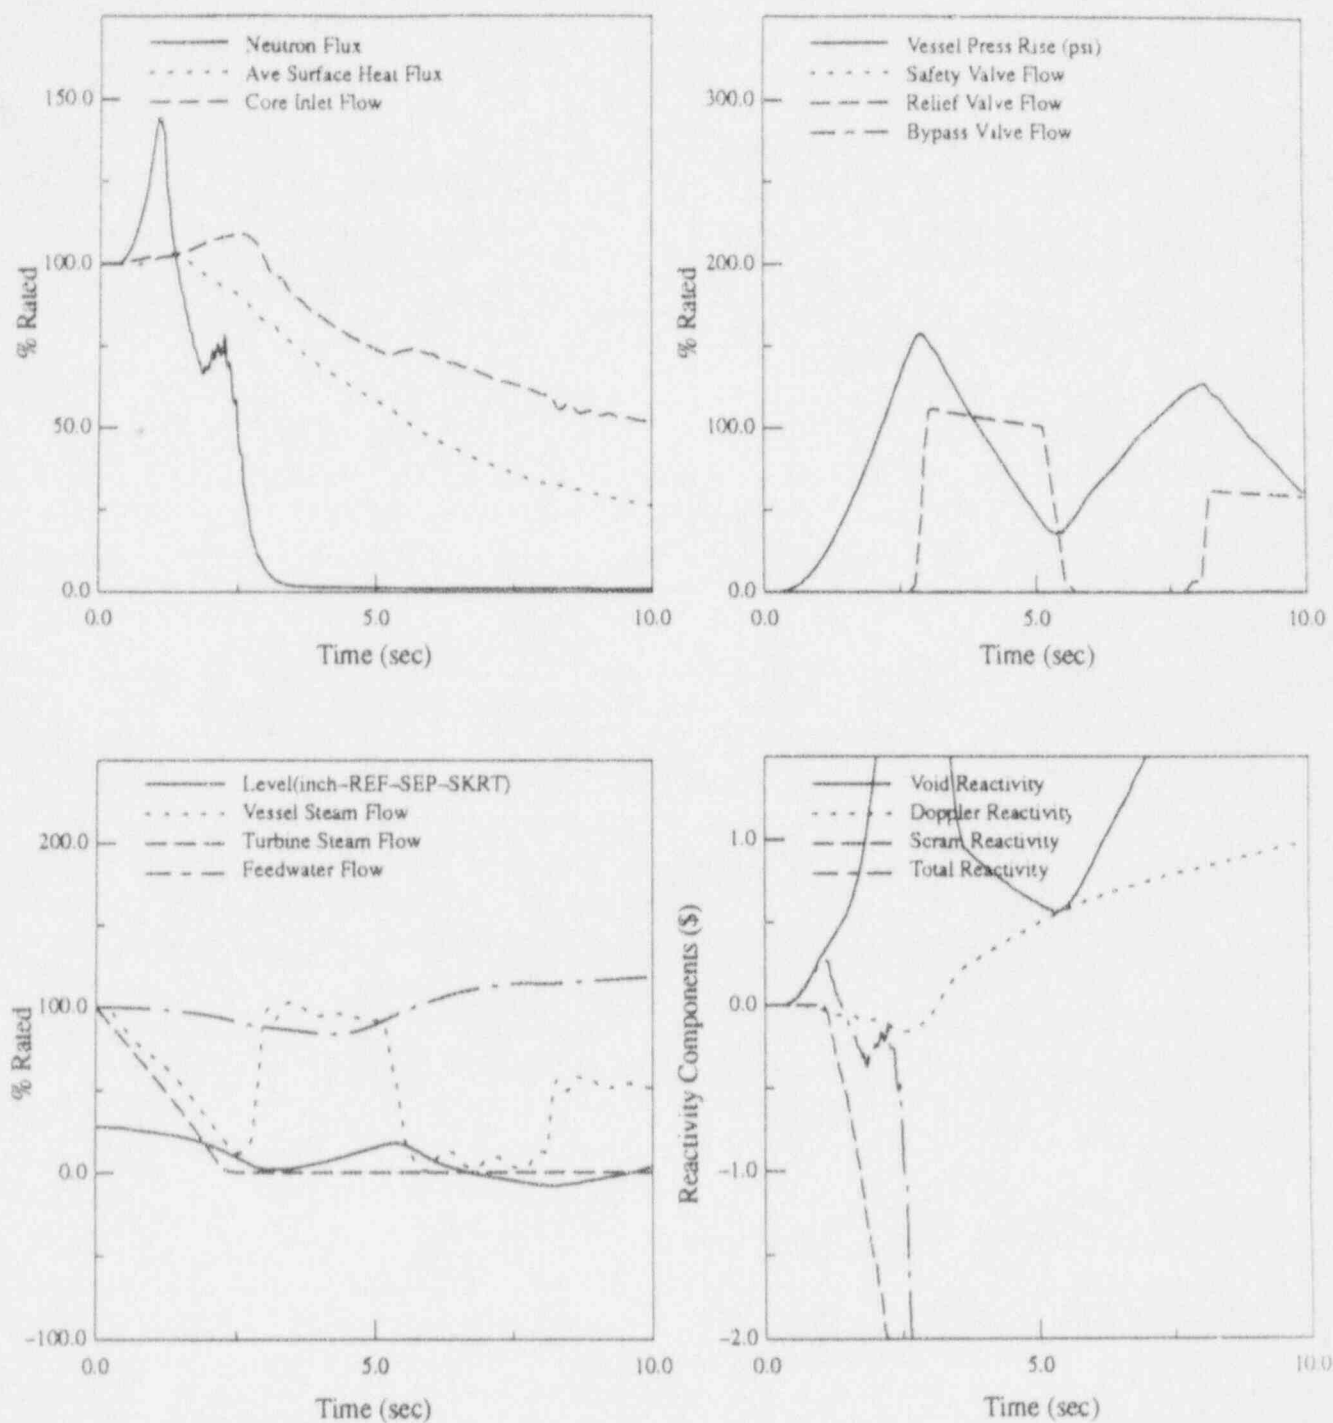 Neutron Flux
Ave Surface Heat Flux
Core Inlet Flow
150.0
100.0
50.0
0.0
% Rated
0.0 5.0 10.0
Time (sec)
Vessel Press Rise (psi)
Safety Valve Flow
Relief Valve Flow
Bypass Valve Flow
300.0
200.0
100.0
0.0
% Rated
0.0 5.0 10.0
Time (sec)
Level(inch-REF-SEP-SKRT)
Vessel Steam Flow
Turbine Steam Flow
Feedwater Flow
200.0
100.0
0.0
-100.0
% Rated
0.0 5.0 10.0
Time (sec)
Void Reactivity
Doppler Reactivity
Scram Reactivity
Total Reactivity
1.0
0.0
-1.0
-2.0
Reactivity Components ($)
0.0 5.0 10.0
Time (sec)